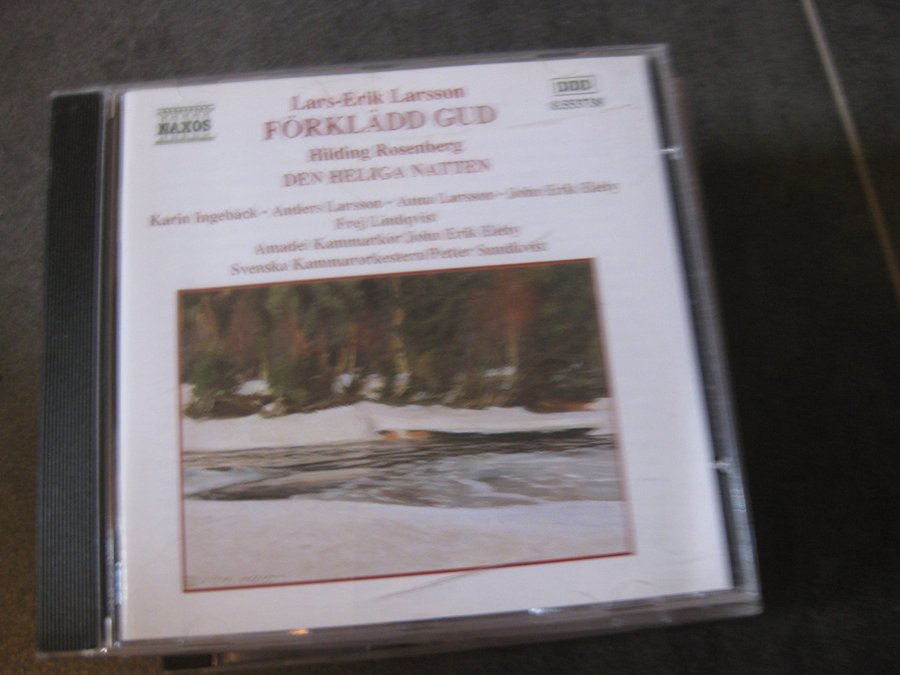 NAXOS
DDD
8.553738
Lars-Erik Larsson
FÖRKLÄDD GUD
Hilding Rosenberg
DEN HELIGA NATTEN
Karin Ingebäck • Anders Larsson • Anna Larsson • John Erik Eleby
Frej Lindqvist
Amadei Kammarkör/John Erik Eleby
Svenska Kammarorkestern/Petter Sundkvist